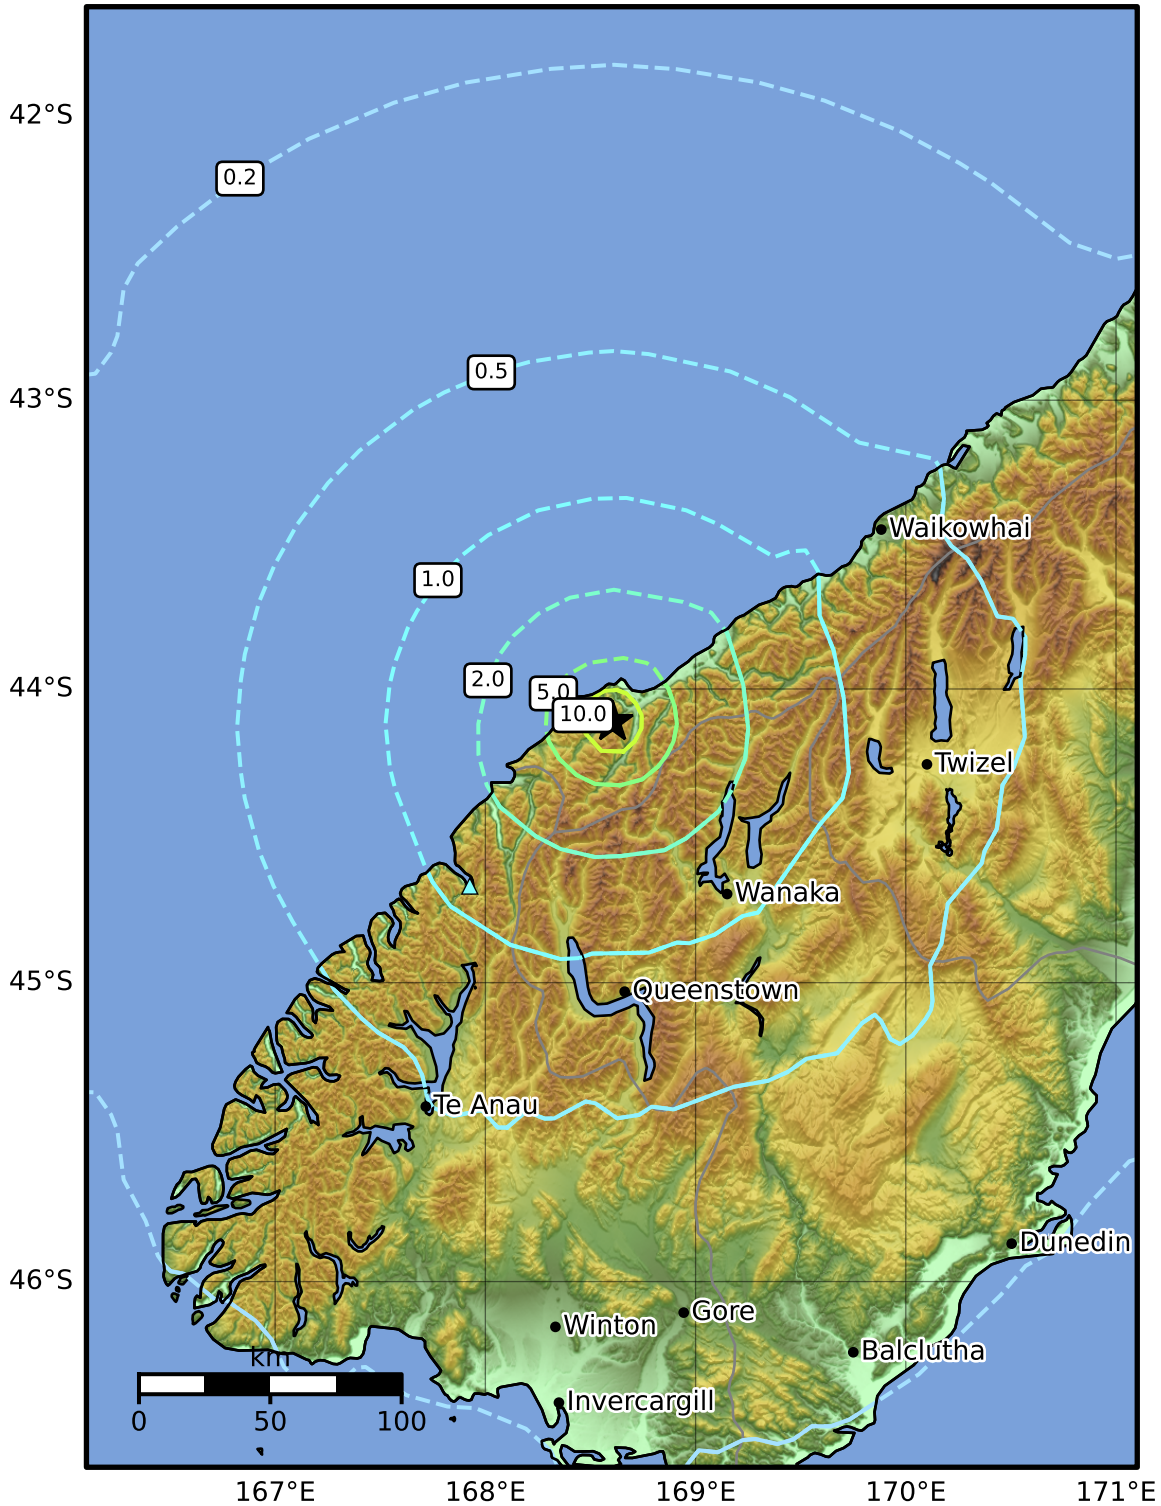 42°S
0.2
0.5
43°S
Waikowhai
1.0
2.0
44°S
5.0
10.0
Twizel
Wanaka
45°S
Queenstown
Te Anau
Dunedin
46°S
Gore
Winton
Balclutha
km
Invercargill
0 50 100
167°E 168°E 169°E 170°E 171°E